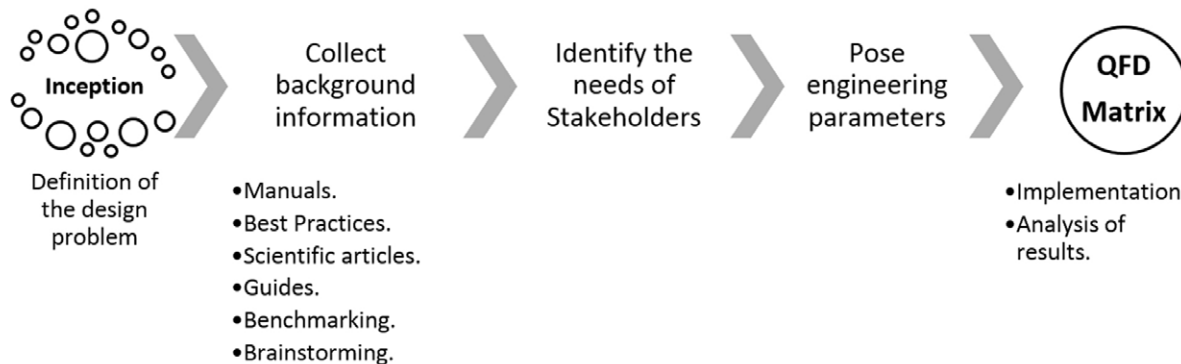 Inception
Definition of
the design
problem
Collect
background
information
•Manuals.
•Best Practices.
•Scientific articles.
•Guides.
•Benchmarking.
•Brainstorming.
Identify the
needs of
Stakeholders
Pose
engineering
parameters
QFD
Matrix
•Implementation
•Analysis of
results.